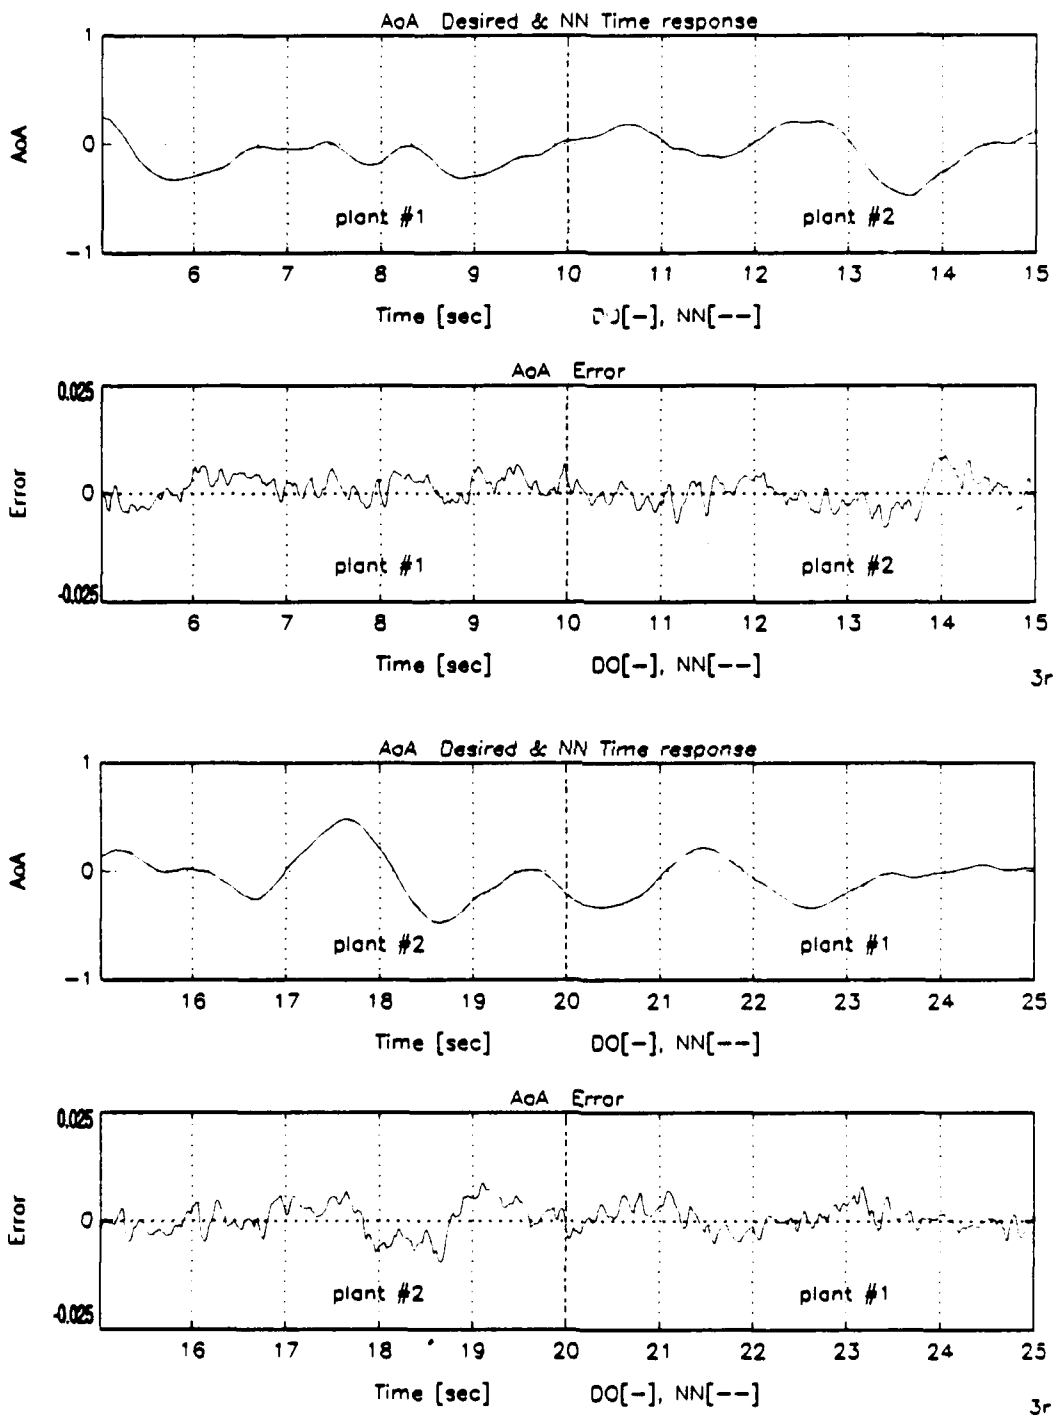 AoA Desired & NN Time response
1
AoA
0
plant #1
plant #2
-1
6 7 8 9 10 11 12 13 14 15
Time [sec] NN[--]
AoA Error
0.025
Error
0
plant #1
plant #2
-0.025
6 7 8 9 10 11 12 13 14 15
Time [sec] DO[-], NN[--]
3r
AoA Desired & NN Time response
1
AoA
0
plant #2
plant #1
-1
16 17 18 19 20 21 22 23 24 25
Time [sec] DO[-], NN[--]
AoA Error
0.025
Error
0
plant #2
plant #1
-0.025
16 17 18 19 20 21 22 23 24 25
Time [sec] DO[-], NN[--]
3r